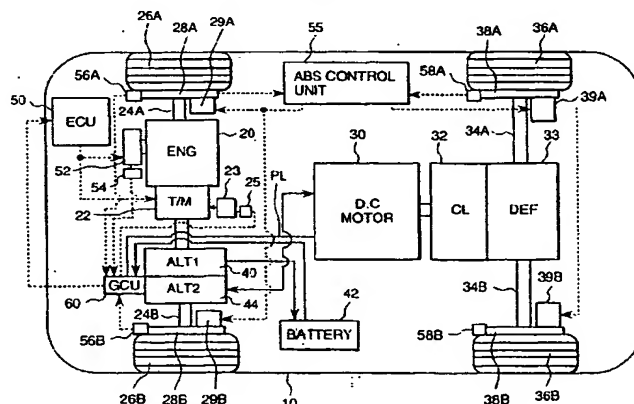 26A 28A 29A 55 38A 36A
56A
ABS CONTROL
UNIT
58A
50
39A
24A
ECU
20
34A
ENG
30
32
33
52
54
23
25
PL
T/M
22
D.C
MOTOR
CL
DEF
ALT1
40
GCU
ALT2
44
60
42
34B
39B
24B
BATTERY
56B
58B
26B 28B 29B 10 38B 36B